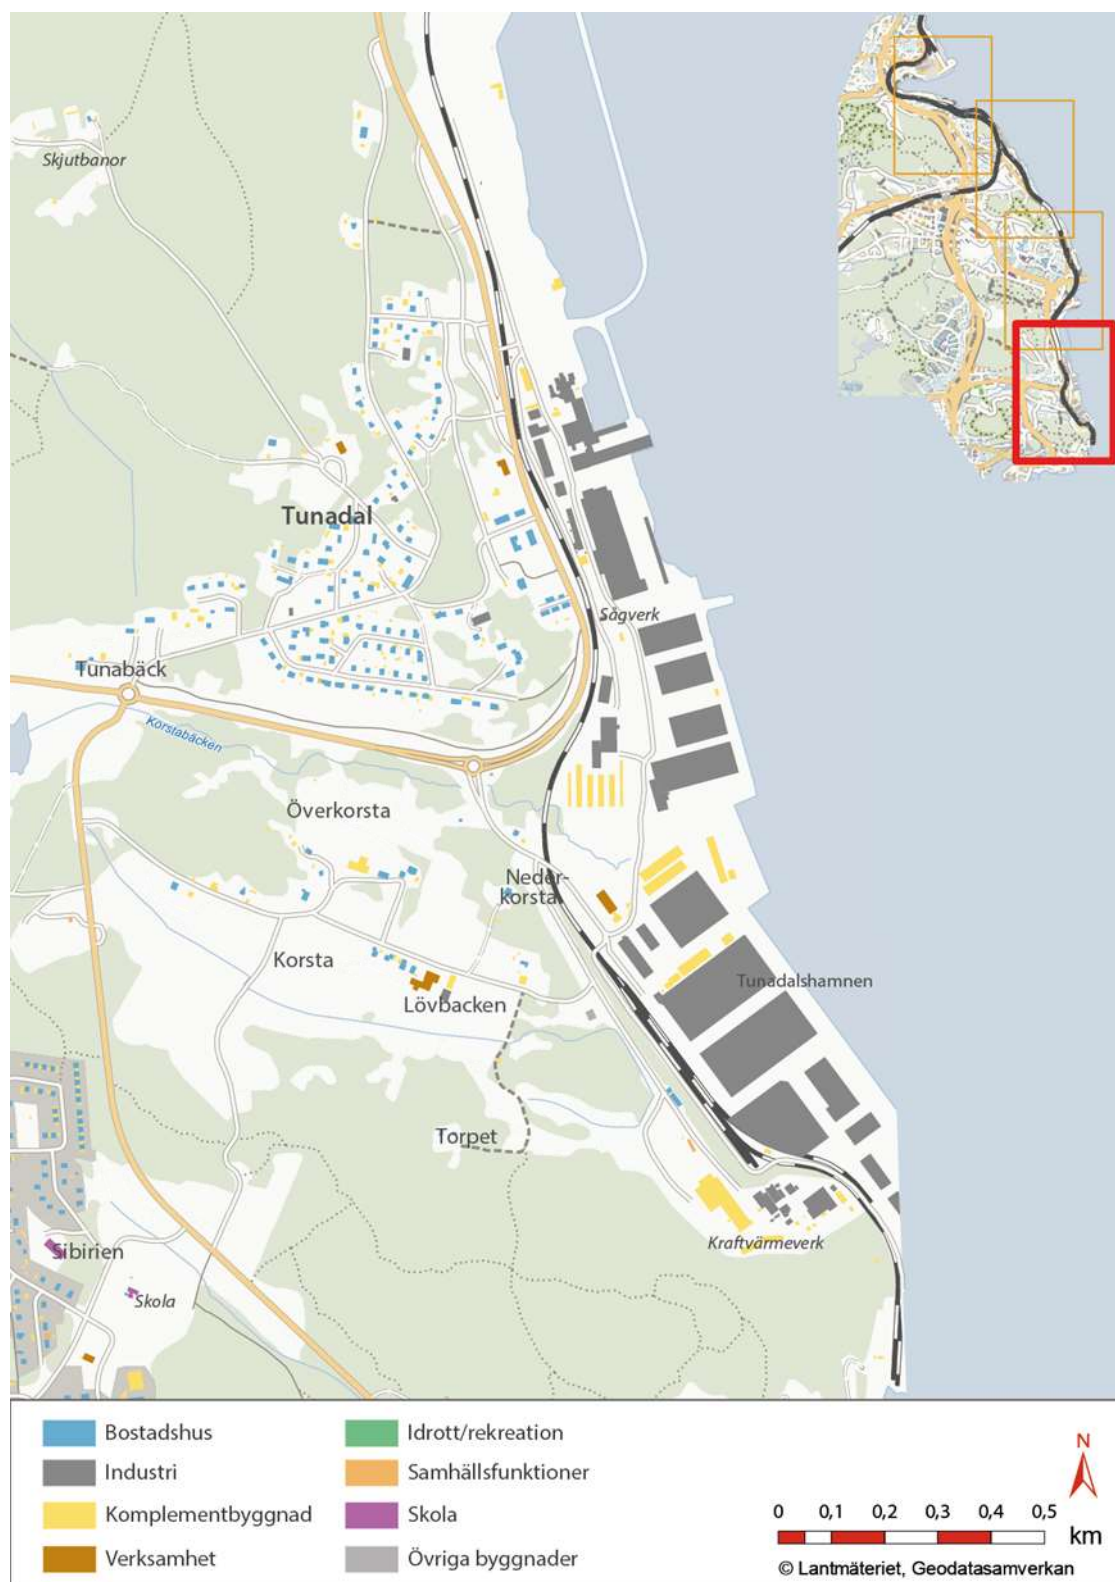 Skjutbanor
Tunadal
Sågverk
Tunabäck
Korstabäcken
Överkorsta
Neder-
korsta
Korsta
Tunadalshamnen
Lövbacken
Torpet
Kraftvärmeverk
Sibirien
Skola
Bostadshus
Industri
Komplementbyggnad
Verksamhet
Idrott/rekreation
Samhällsfunktioner
Skola
Övriga byggnader
N
0 0,1 0,2 0,3 0,4 0,5
km
© Lantmäteriet, Geodatasamverkan